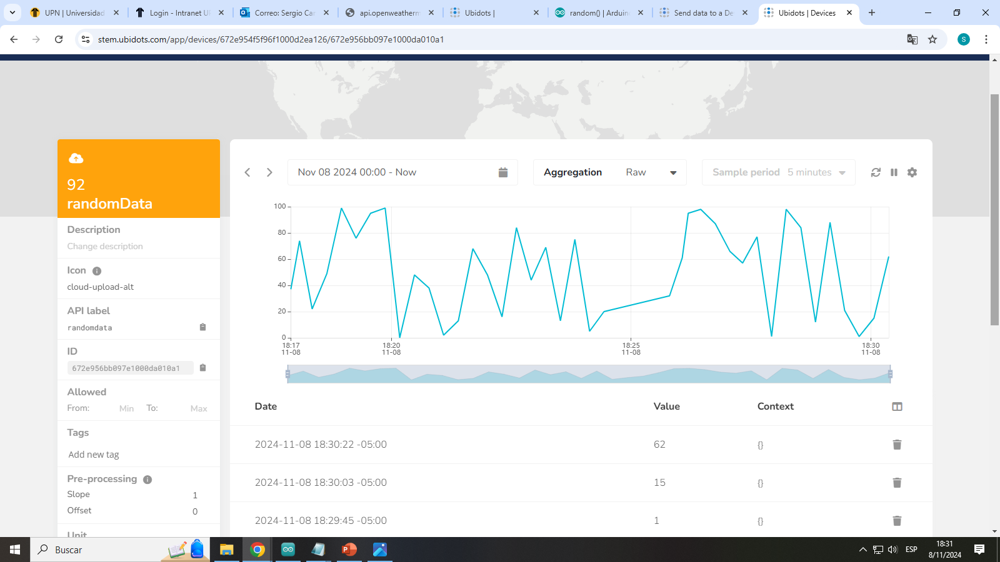 UPN | Universidad
Login - Intranet UP
Correo: Sergio Ca
api.openweatherm
Ubidots |
random() | Arduin
Send data to a De
Ubidots | Devices
stem.ubidots.com/app/devices/672e954f5f96f1000d2ea126/672e956bb097e1000da010a1
S
92
randomData
Description
Change description
Icon
cloud-upload-alt
API label
randomdata
ID
672e956bb097e1000da010a1
Allowed
From: Min To: Max
Tags
Add new tag
Pre-processing
Slope 1
Offset 0
Unit
Nov 08 2024 00:00 - Now
Aggregation Raw
Sample period 5 minutes
100
80
60
40
20
0
18:17 18:20 18:25 18:30
11-08 11-08 11-08 11-08
Date Value Context
2024-11-08 18:30:22 -05:00 62 {}
2024-11-08 18:30:03 -05:00 15 {}
2024-11-08 18:29:45 -05:00 1 {}
Buscar
ESP
18:31
8/11/2024